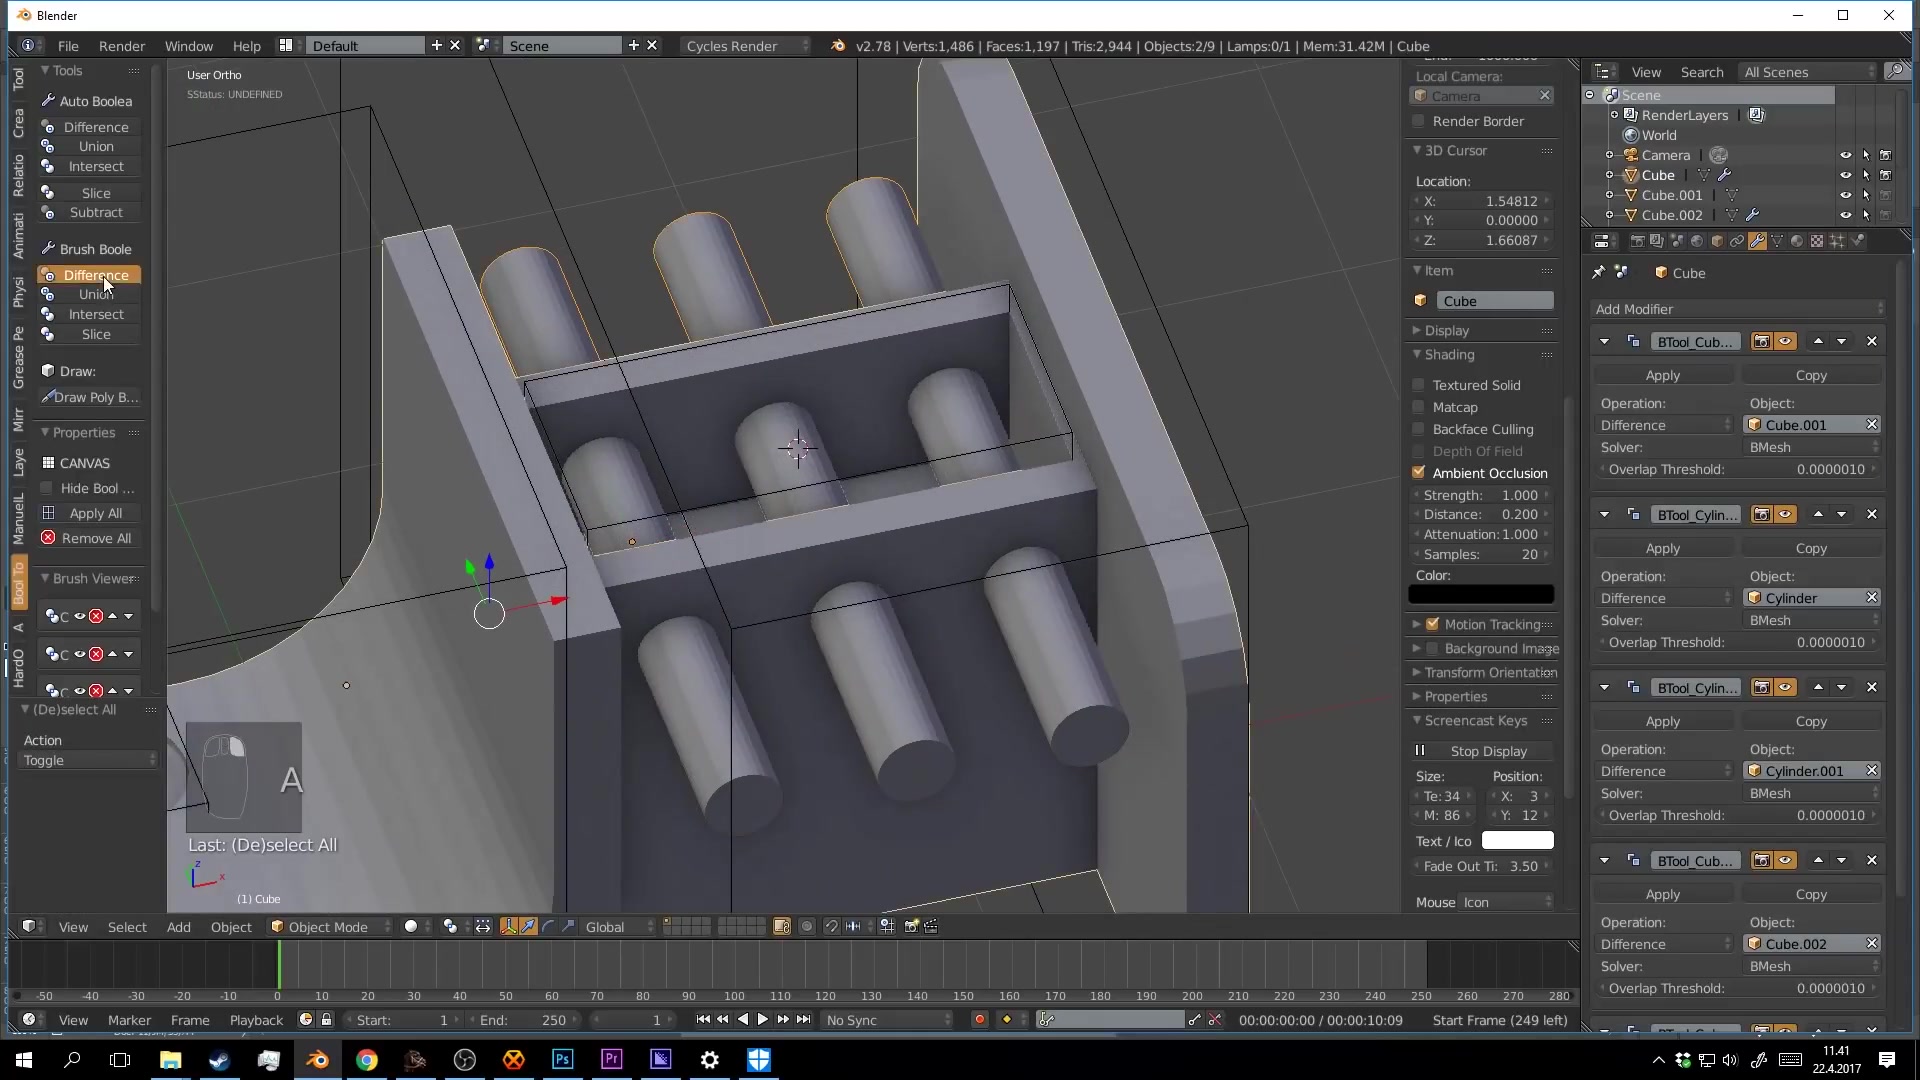 Blender
File Render Window Help Default Scene Cycles Render v2.78 | Verts:1,486 | Faces:1,197 | Tris:2,944 | Objects:2/9 | Lamps:0/1 | Mem:31.42M | Cube
Tool
Crea
Relatio
Animati
Physi
Grease Pe
Mirr
Laye
ManuelL
Bool To
A
HardO
Tools
Auto Boolea
Difference
Union
Intersect
Slice
Subtract
Brush Boole
Difference
Union
Intersect
Slice
Draw:
Draw Poly B...
Properties
CANVAS
Hide Bool ...
Apply All
Remove All
Brush Viewer
C
C
C
(De)select All
Action
Toggle
User Ortho
SStatus: UNDEFINED
A
Last: (De)select All
z
x
(1) Cube
Local Camera:
Camera
Render Border
3D Cursor
Location:
X: 1.54812
Y: 0.00000
Z: 1.66087
Item
Cube
Display
Shading
Textured Solid
Matcap
Backface Culling
Depth Of Field
Ambient Occlusion
Strength: 1.000
Distance: 0.200
Attenuation: 1.000
Samples: 20
Color:
Motion Tracking
Background Image
Transform Orientation
Properties
Screencast Keys
Stop Display
Size: Position:
Te: 34 X: 3
M: 86 Y: 12
Text / Ico
Fade Out Ti: 3.50
Mouse Icon
View Search All Scenes
Scene
RenderLayers
World
Camera
Cube
Cube.001
Cube.002
Cube
Add Modifier
BTool_Cub...
Apply Copy
Operation: Object:
Difference Cube.001
Solver: BMesh
Overlap Threshold: 0.0000010
BTool_Cylin...
Apply Copy
Operation: Object:
Difference Cylinder
Solver: BMesh
Overlap Threshold: 0.0000010
BTool_Cylin...
Apply Copy
Operation: Object:
Difference Cylinder.001
Solver: BMesh
Overlap Threshold: 0.0000010
BTool_Cub...
Apply Copy
Operation: Object:
Difference Cube.002
Solver: BMesh
Overlap Threshold: 0.0000010
View Select Add Object Object Mode Global
-50 -40 -30 -20 -10 0 10 20 30 40 50 60 70 80 90 100 110 120 130 140 150 160 170 180 190 200 210 220 230 240 250 260 270 280
View Marker Frame Playback Start: 1 End: 250 1 No Sync 00:00:00:00 / 00:00:10:09 Start Frame (249 left)
Ps Pr
11.41
22.4.2017